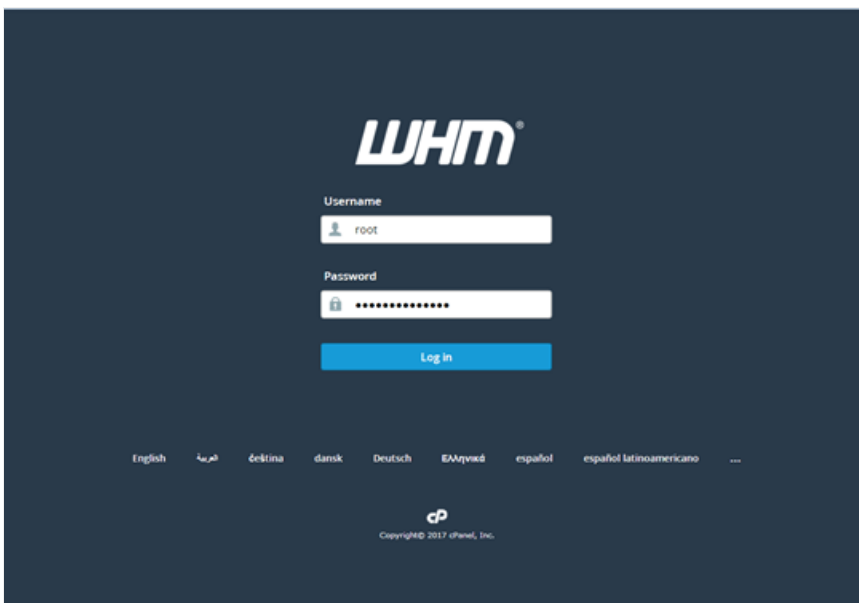 WHM®
Username
root
Password
••••••••••••••
Log in
English العربية čeština dansk Deutsch Ελληνικά español español latinoamericano ...
cP
Copyright© 2017 cPanel, Inc.